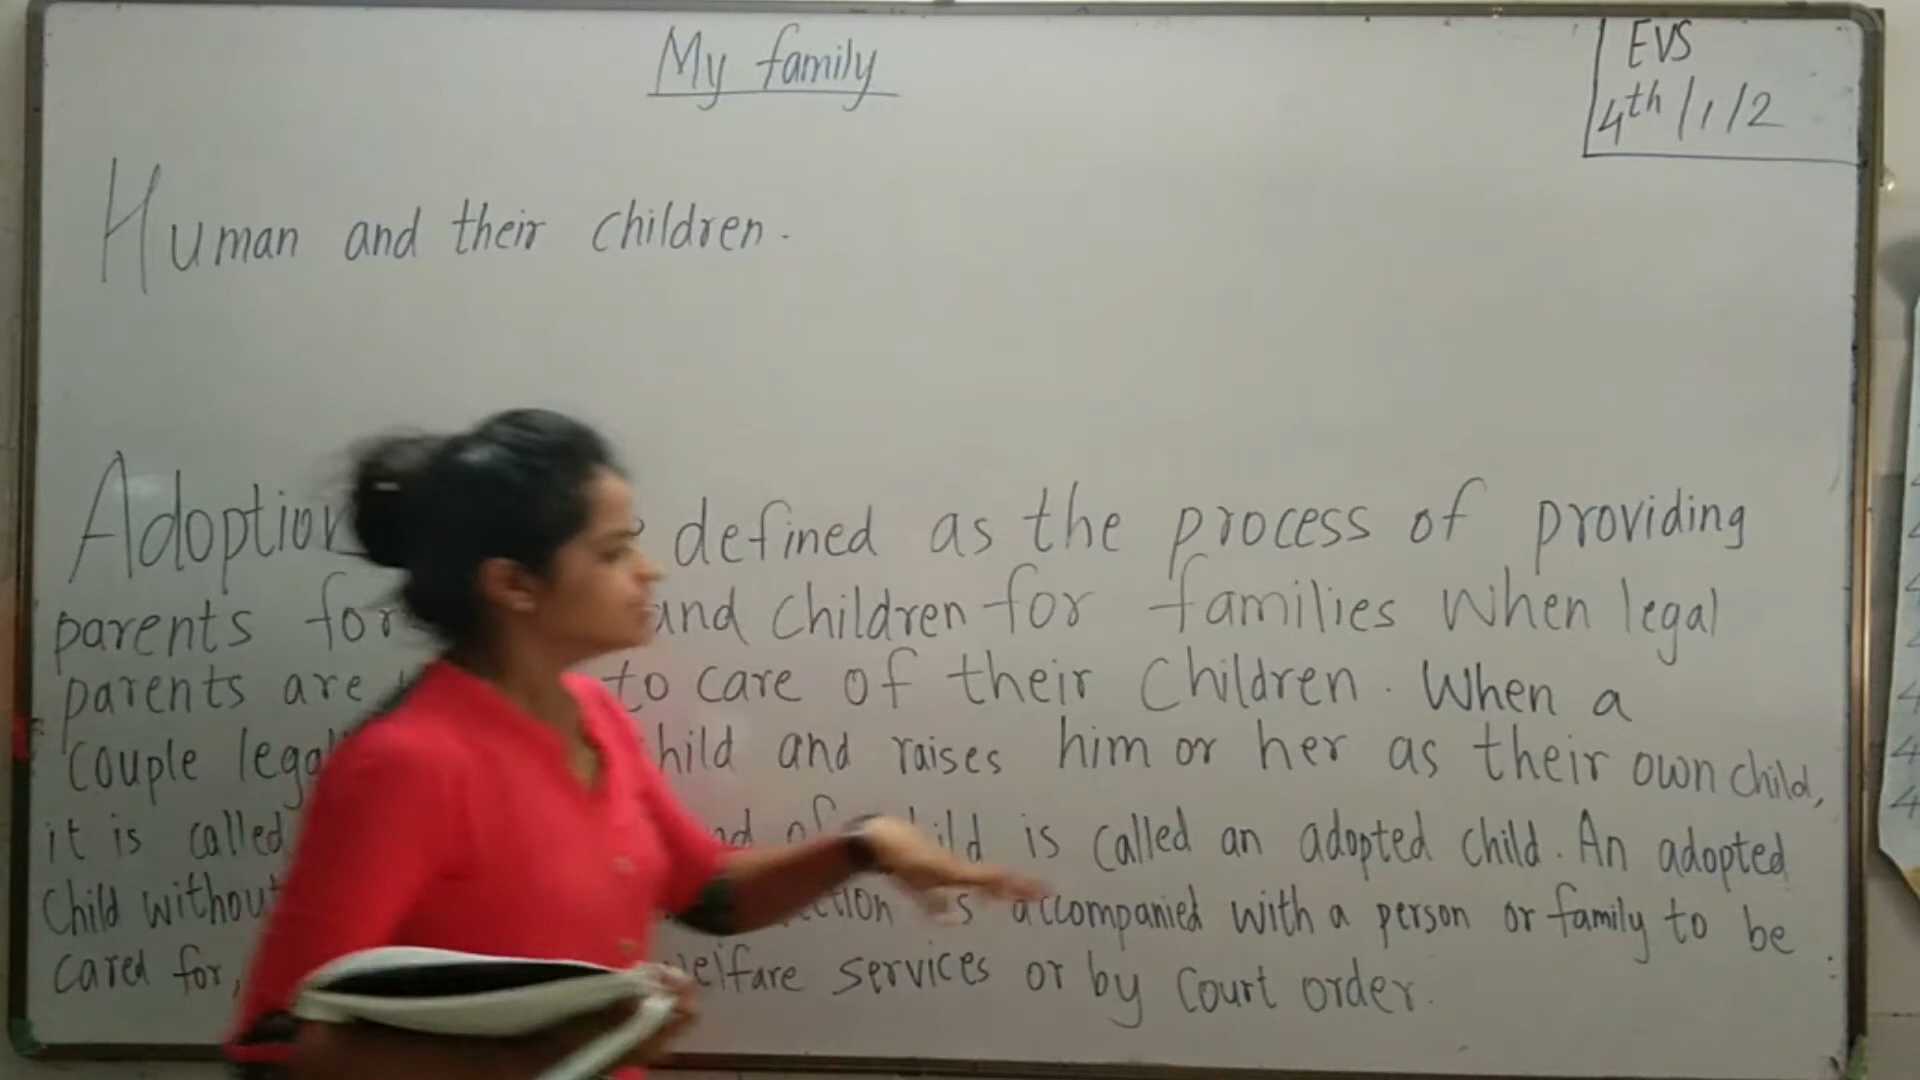 My family
EVS
4th/1/2
Human and their children.
Adoption defined as the process of providing
parents for and children for families when legal
parents are to care of their children. When a
couple child and raises him or her as their own child,
it is called is called an adopted child. An adopted
child without is accompanied with a person or family to be
cared for, welfare services or by court order.